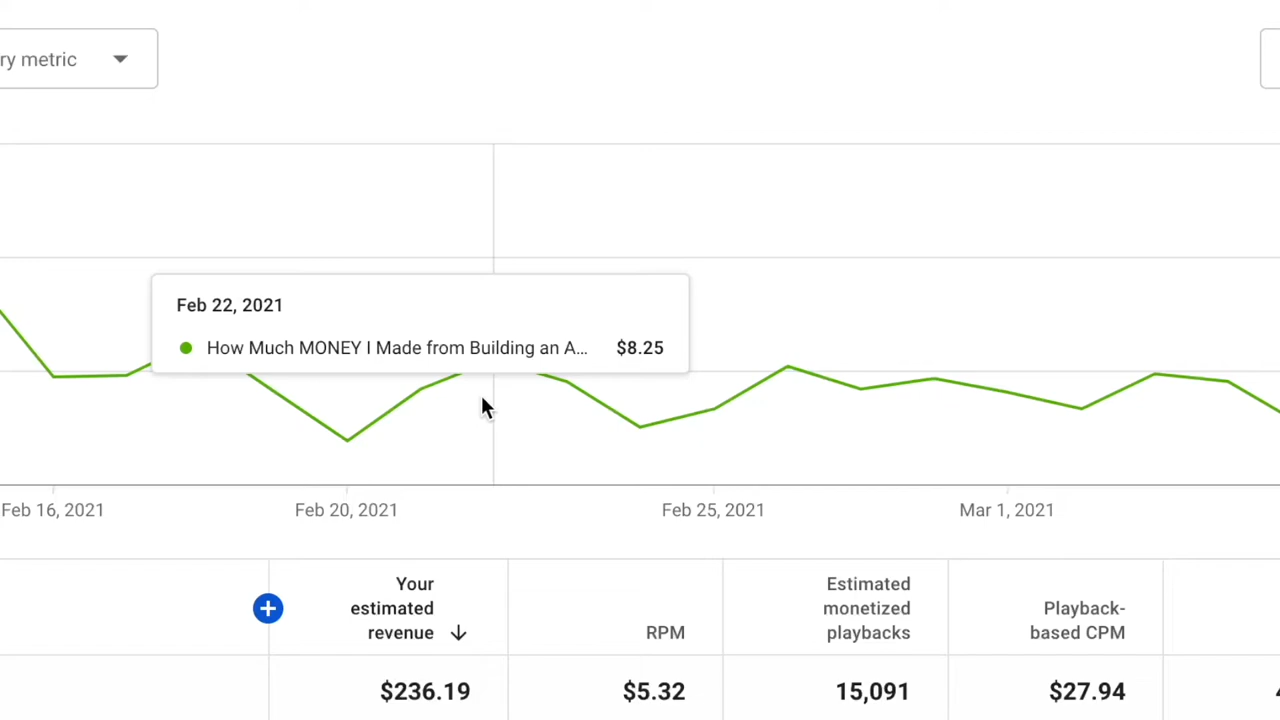 ry metric
Feb 22, 2021
How Much MONEY I Made from Building an A... $8.25
Feb 16, 2021 Feb 20, 2021 Feb 25, 2021 Mar 1, 2021
Your
estimated
revenue
RPM
Estimated
monetized
playbacks
Playback-
based CPM
$236.19 $5.32 15,091 $27.94